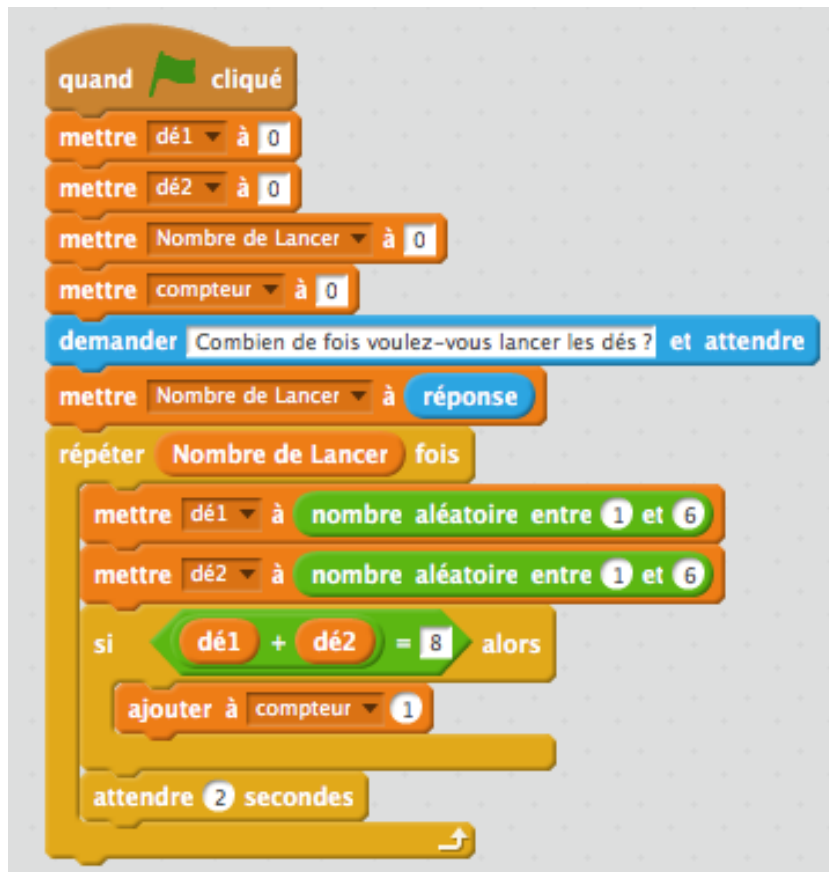 quand cliqué
mettre dé1 à 0
mettre dé2 à 0
mettre Nombre de Lancer à 0
mettre compteur à 0
demander Combien de fois voulez-vous lancer les dés ? et attendre
mettre Nombre de Lancer à réponse
répéter Nombre de Lancer fois
mettre dé1 à nombre aléatoire entre 1 et 6
mettre dé2 à nombre aléatoire entre 1 et 6
si dé1 + dé2 = 8 alors
ajouter à compteur 1
attendre 2 secondes